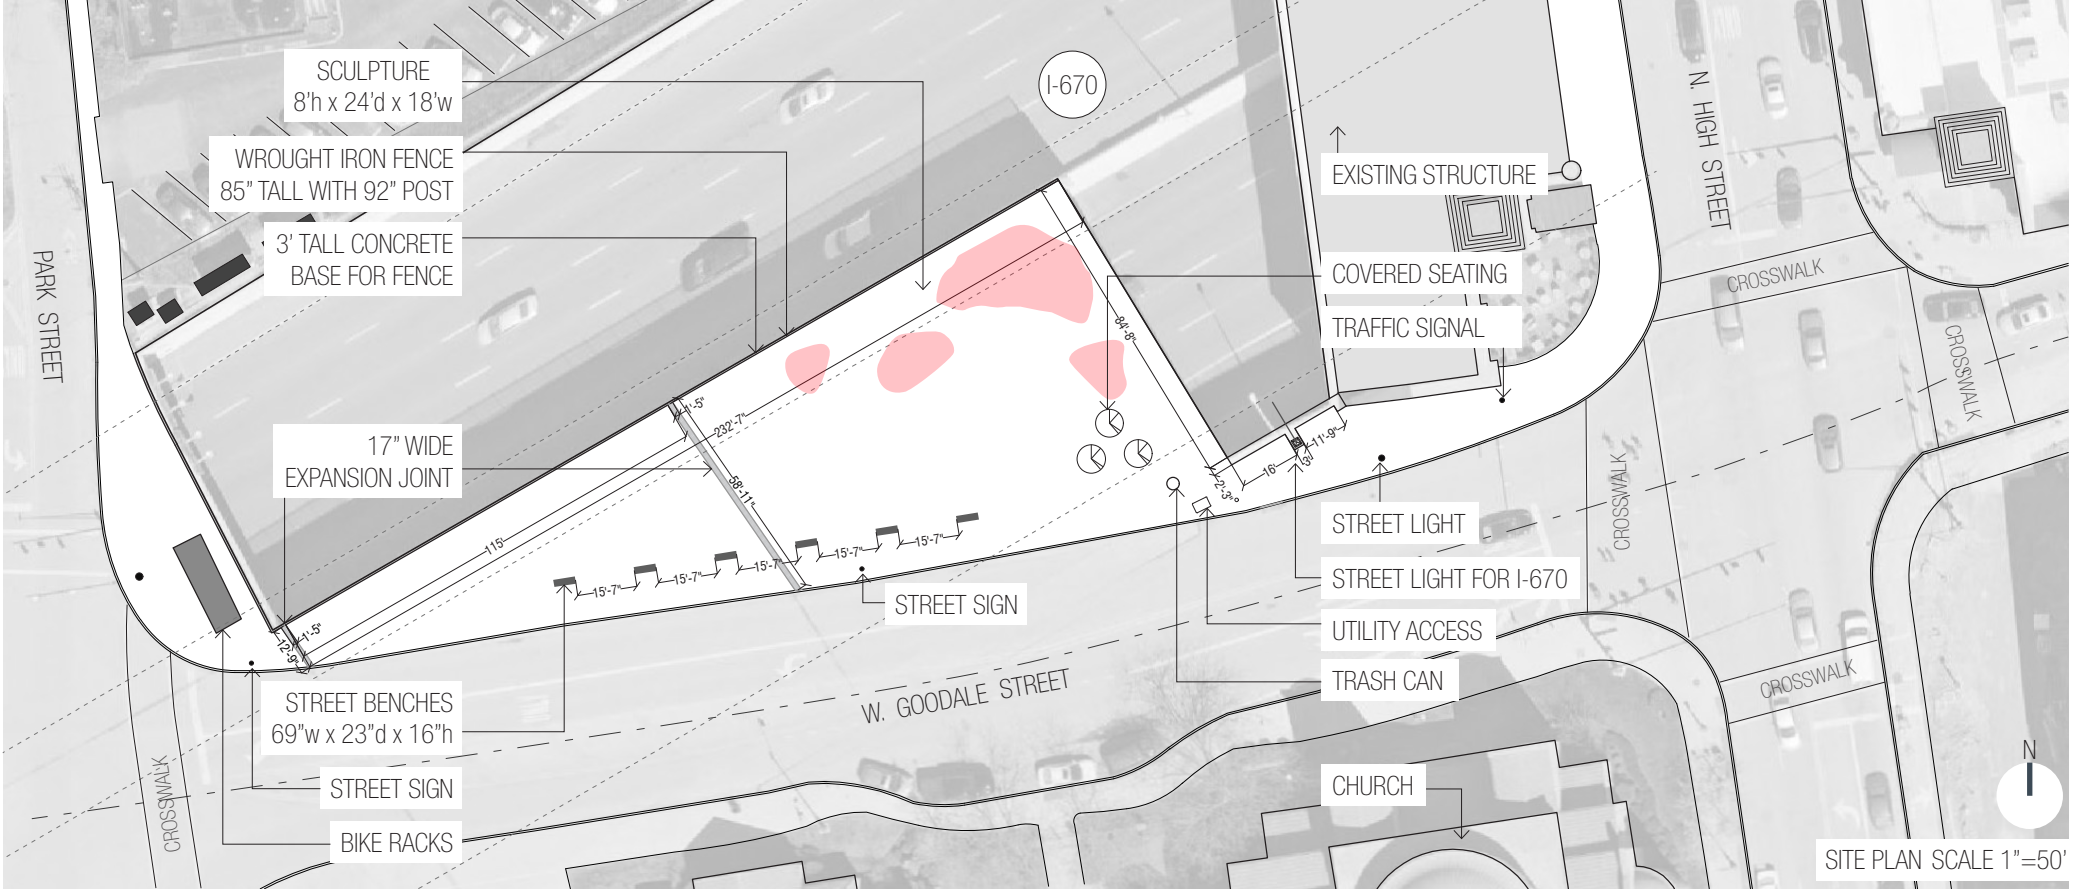 SCULPTURE
8'h x 24'd x 18'w
I-670
WROUGHT IRON FENCE
85" TALL WITH 92" POST
3' TALL CONCRETE
BASE FOR FENCE
PARK STREET
N. HIGH STREET
EXISTING STRUCTURE
COVERED SEATING
TRAFFIC SIGNAL
CROSSWALK
CROSSWALK
84'-8"
1'-5"
232'-7"
17" WIDE
EXPANSION JOINT
58'-11"
115'
11'-9"
3'
16'
2'-3"
CROSSWALK
STREET LIGHT
STREET LIGHT FOR I-670
UTILITY ACCESS
TRASH CAN
15'-7"
15'-7"
15'-7"
15'-7"
15'-7"
STREET SIGN
1'-5"
12'-9"
STREET BENCHES
69"w x 23"d x 16"h
W. GOODALE STREET
CROSSWALK
STREET SIGN
CROSSWALK
BIKE RACKS
CHURCH
N
SITE PLAN SCALE 1"=50'